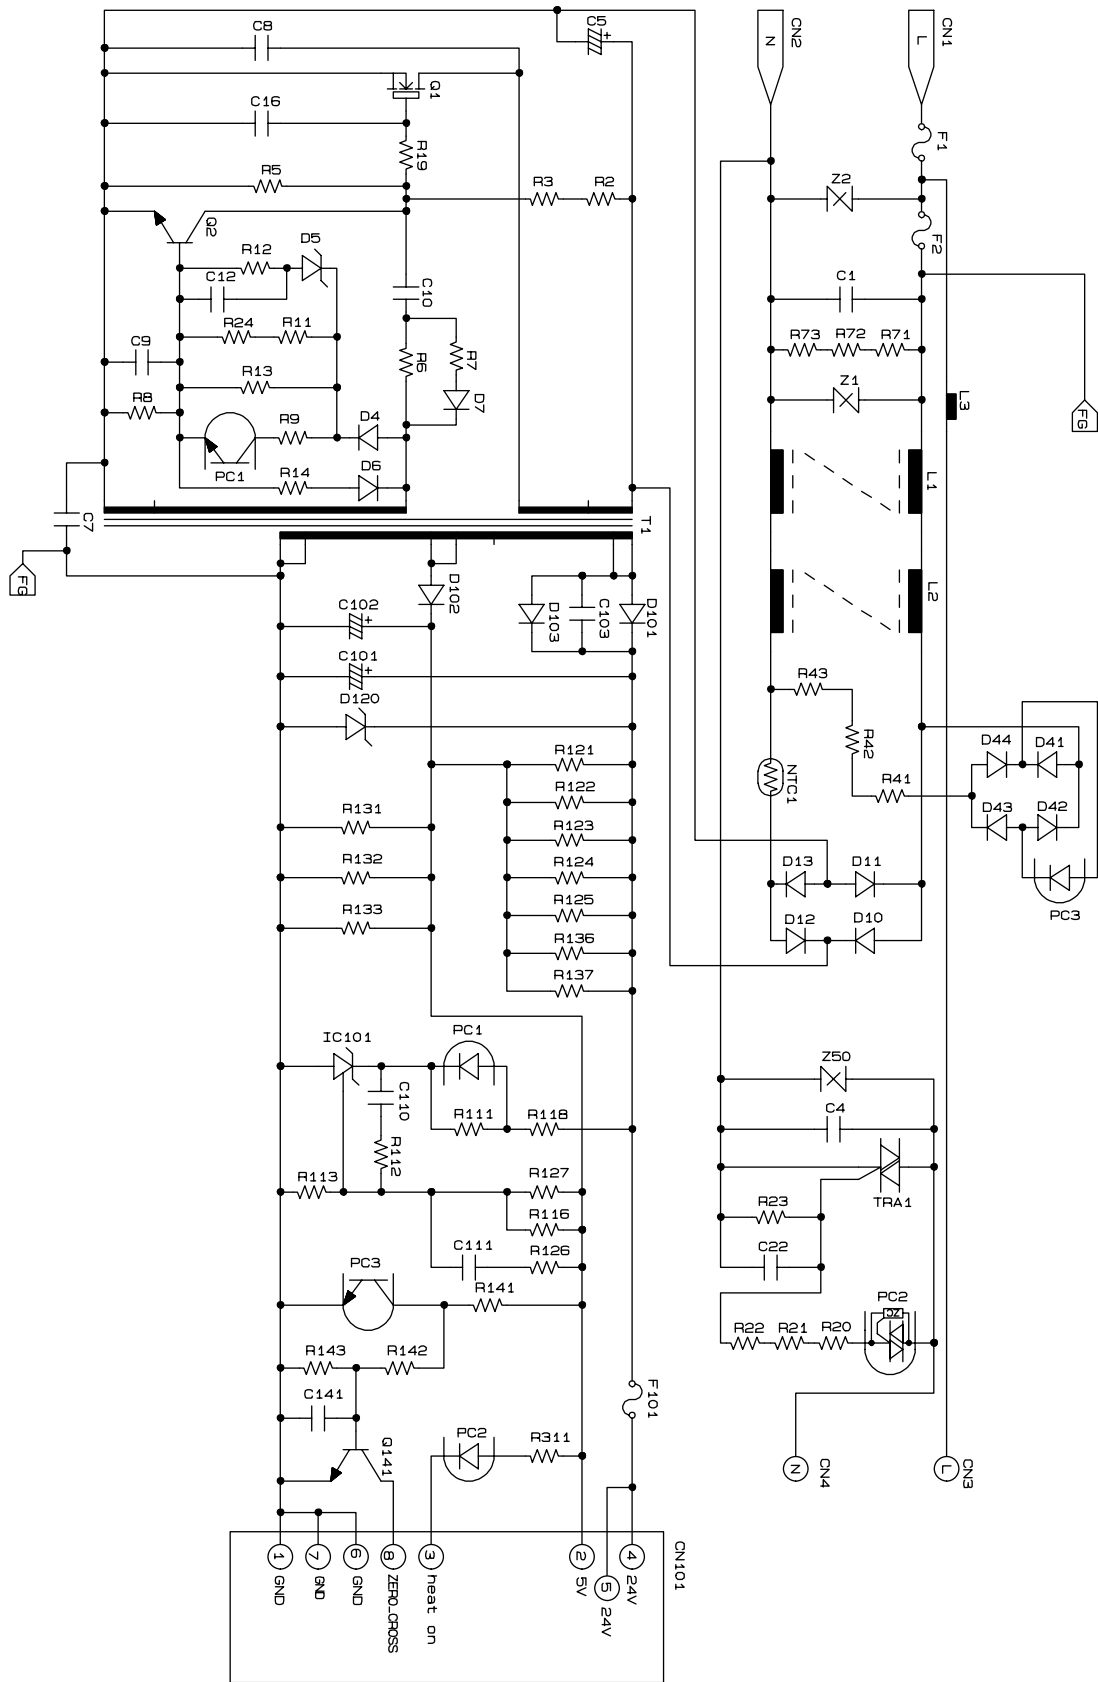 C5
C8
CN2
CN1
N
L
Q1
C16
R19
F1
R5
R3
R2
Z2
Q2
F2
R12
D5
C12
C10
C1
R24
R11
R73
R72
R71
C9
R6
R7
R13
Z1
D7
L3
R8
FG
R9
D4
PC1
R14
D6
L1
C7
T1
FG
D102
D101
C102
D103
C103
L2
C101
R43
D120
R42
D44
D41
R121
NTC1
R41
R122
D43
D42
R131
R123
R132
R124
D13
D11
PC3
R133
R125
D12
D10
R136
R137
IC101
PC1
Z50
C110
R111
R118
C4
R112
R113
R127
TRA1
R116
R23
C111
R126
C22
PC3
R141
PC2
ZC
R22
R21
R20
R143
R142
F101
C141
Q141
PC2
R311
N
CN4
L
CN3
CN101
1 GND
7 GND
6 GND
8 ZERO_CROSS
3 heat on
2 5V
5 24V
4 24V